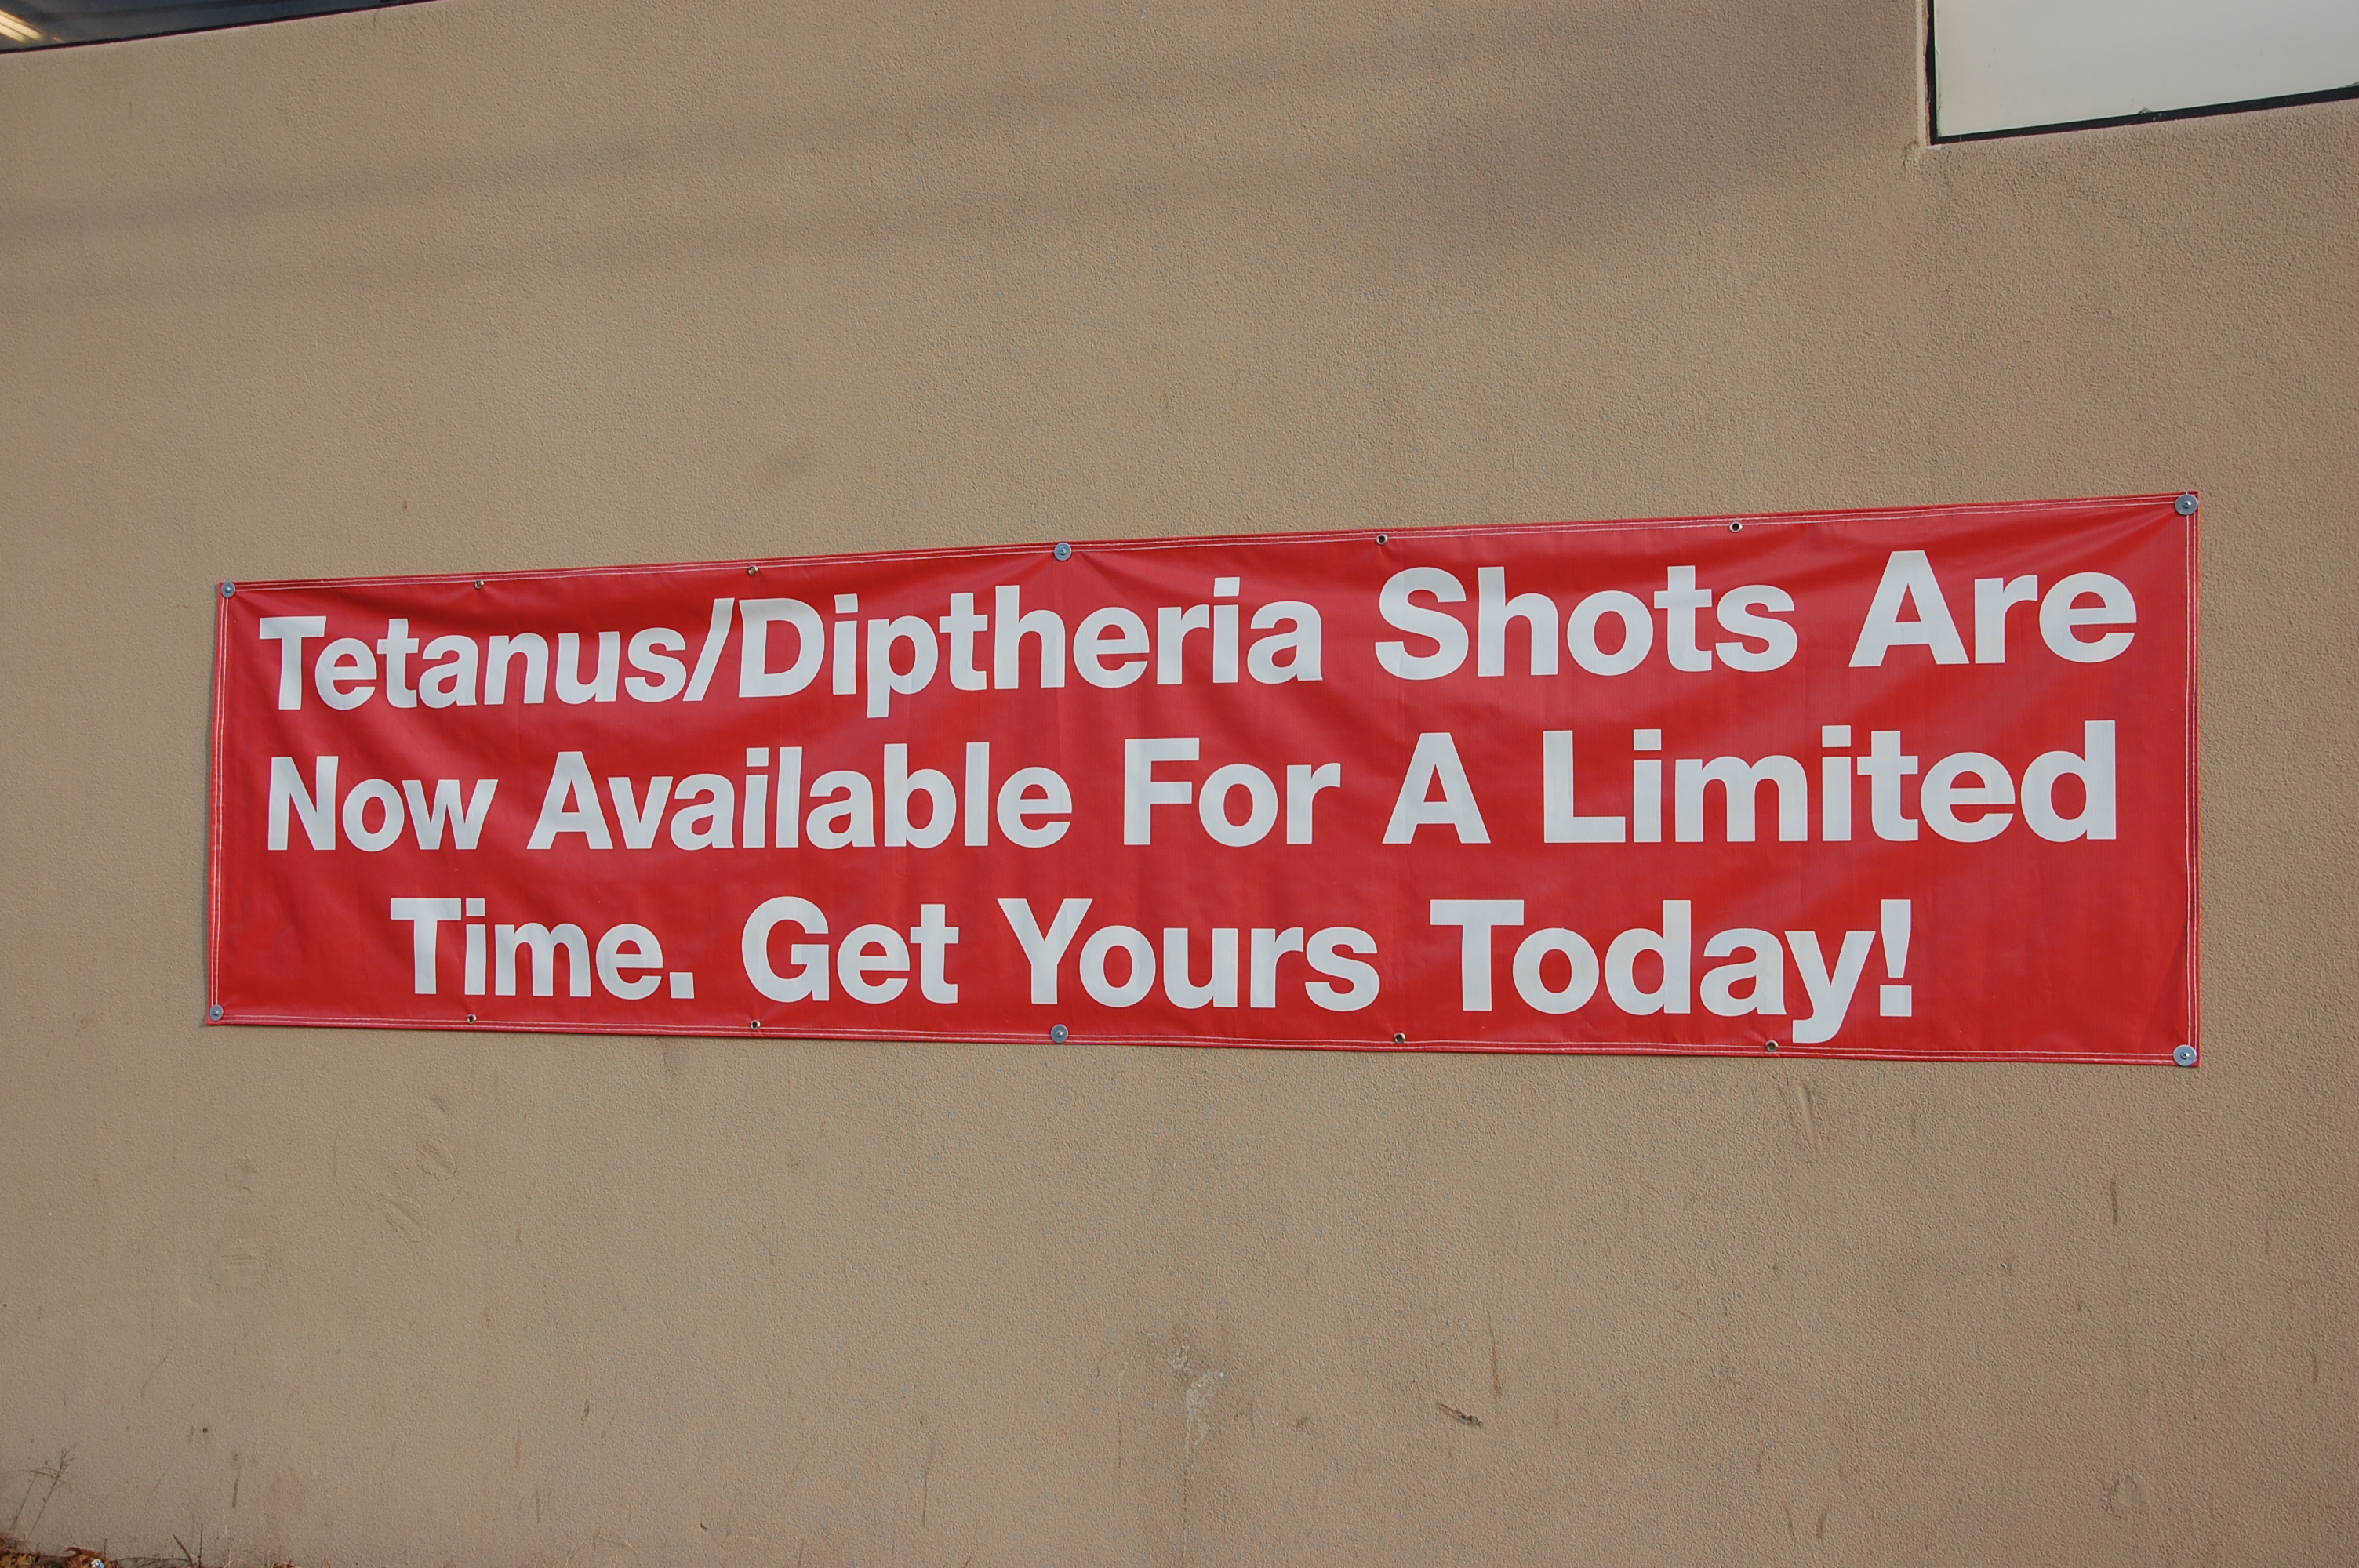 Tetanus/Diptheria Shots Are
Now Available For A Limited
Time. Get Yours Today!